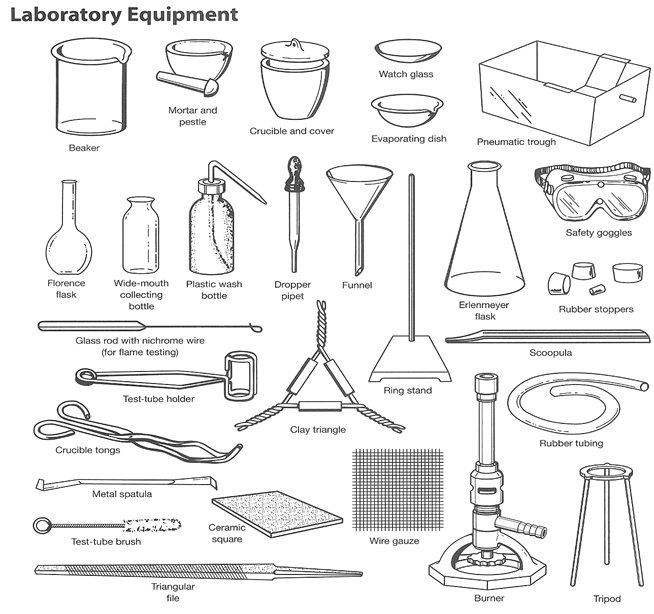 Laboratory Equipment
Beaker
Mortar and
pestle
Crucible and cover
Watch glass
Evaporating dish
Pneumatic trough
Florence
flask
Wide-mouth
collecting
bottle
Plastic wash
bottle
Dropper
pipet
Funnel
Erlenmeyer
flask
Safety goggles
Rubber stoppers
Glass rod with nichrome wire
(for flame testing)
Scoopula
Test-tube holder
Clay triangle
Ring stand
Crucible tongs
Rubber tubing
Metal spatula
Test-tube brush
Ceramic
square
Wire gauze
Triangular
file
Burner
Tripod